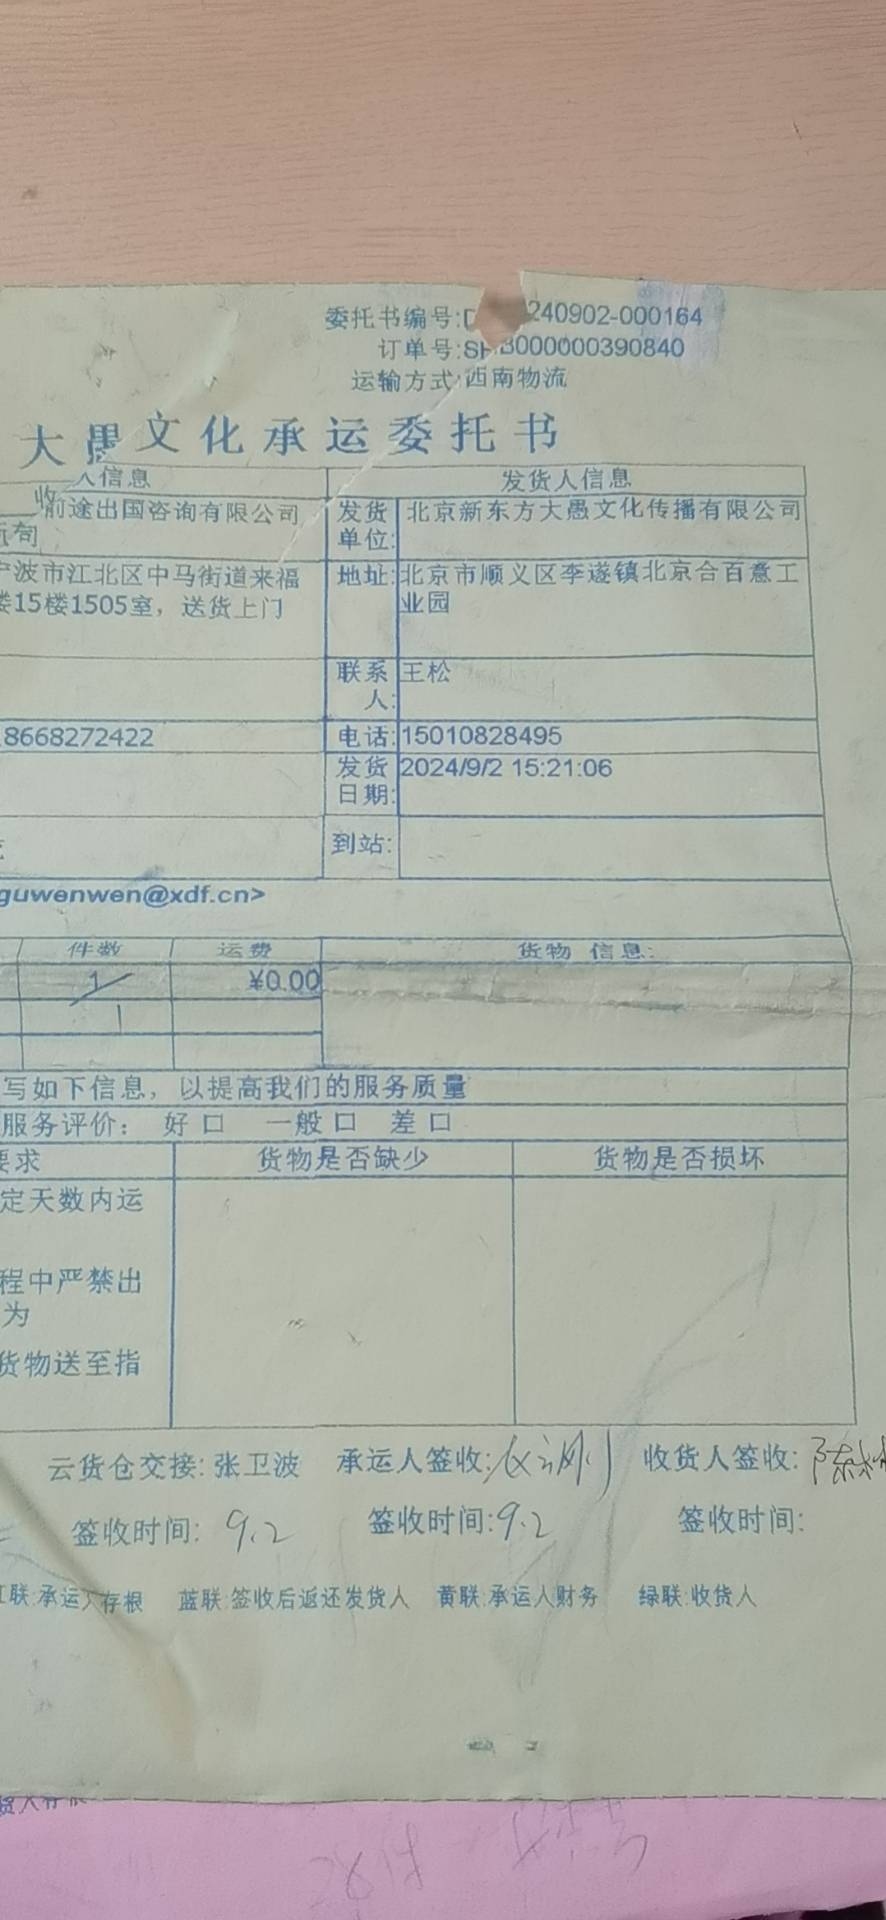 委托书编号:D 240902-000164
订单号:SHB000000390840
运输方式:西南物流
大愚文化承运委托书
收 人信息 发货人信息
前途出国咨询有限公司 发货单位: 北京新东方大愚文化传播有限公司
宁波市江北区中马街道来福 地址: 北京市顺义区李遂镇北京合百意工
楼15楼1505室，送货上门 业园
联系人: 王松
8668272422 电话: 15010828495
发货日期: 2024/9/2 15:21:06
到站:
guwenwen@xdf.cn>
件数 运费 货物 信息:
1 ¥0.00
1
写如下信息，以提高我们的服务质量
服务评价： 好 口 一般 口 差 口
要求 货物是否缺少 货物是否损坏
定天数内运
程中严禁出
为
货物送至指
云货仓交接: 张卫波 承运人签收: 收货人签收: 陈
签收时间: 9.2 签收时间: 9.2 签收时间:
红联:承运人存根 蓝联:签收后返还发货人 黄联:承运人财务 绿联:收货人